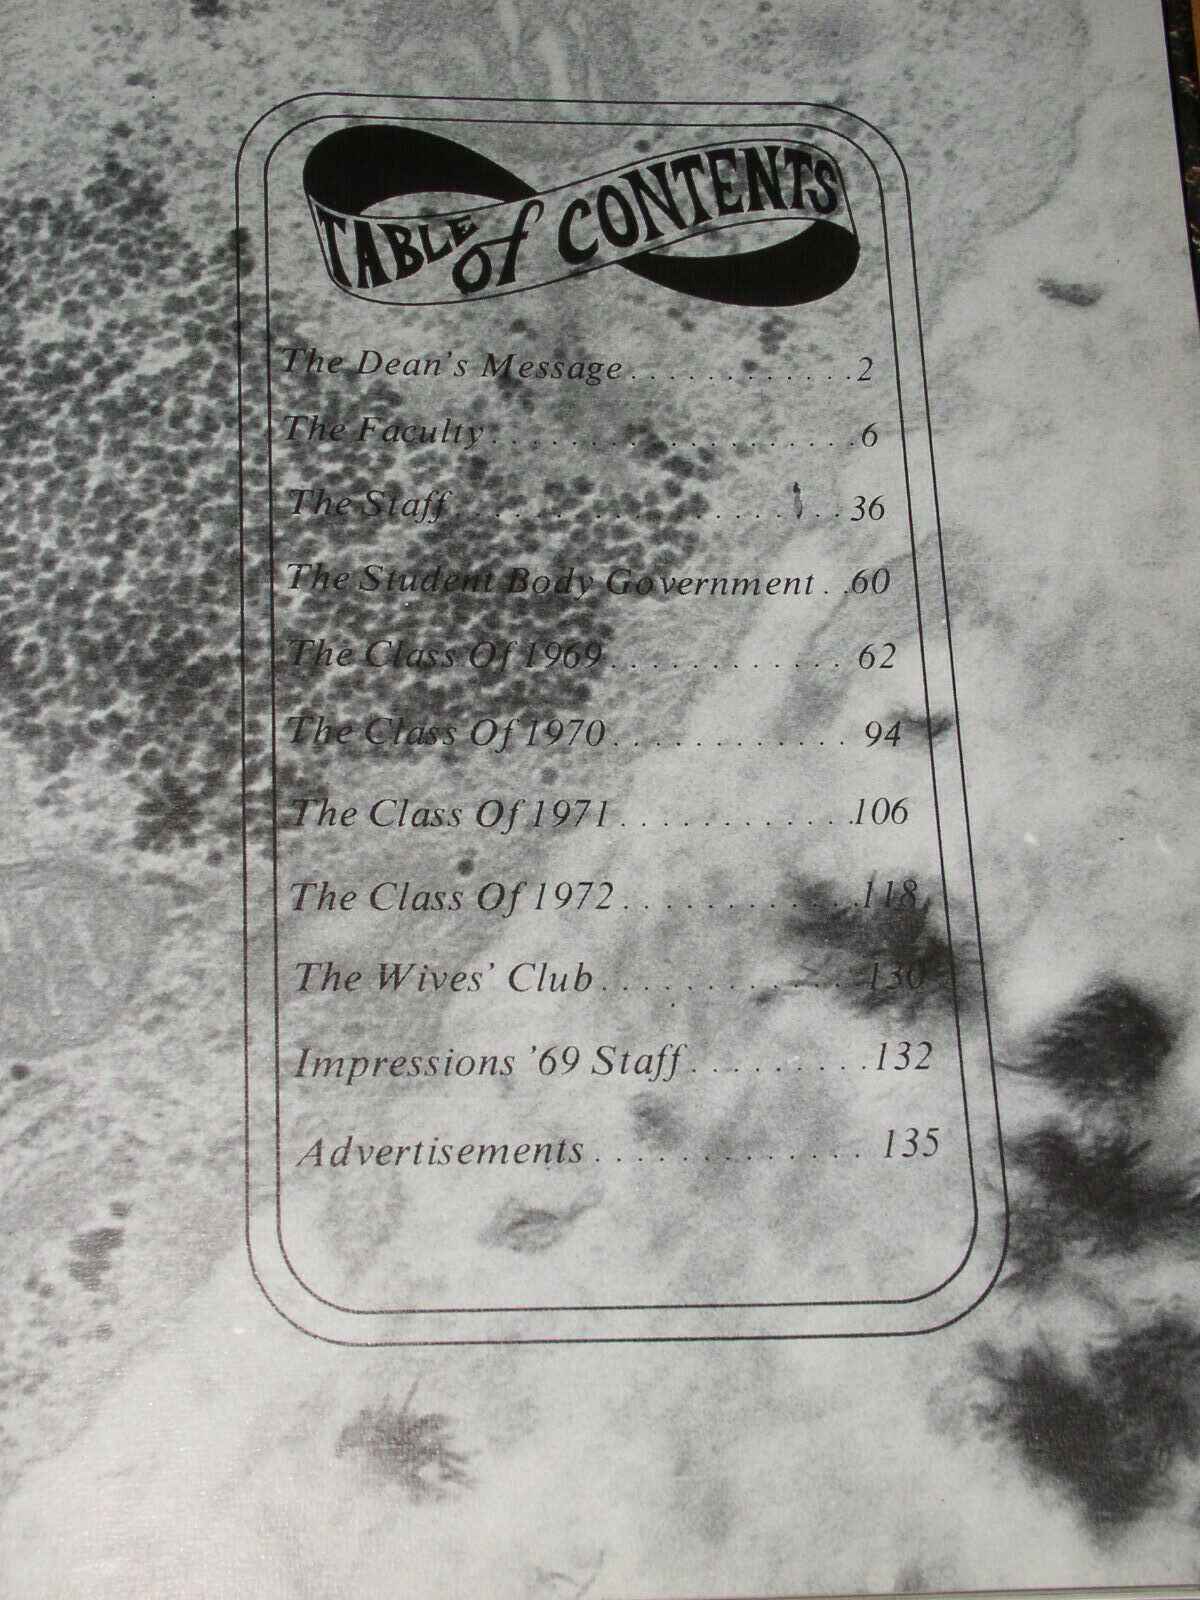 TABLE of CONTENTS
The Dean's Message . . . . . . . . . . . . 2
The Faculty . . . . . . . . . . . . . . . . . . . 6
The Staff . . . . . . . . . . . . . . . . . . . . 36
The Student Body Government . . 60
The Class Of 1969 . . . . . . . . . . . . 62
The Class Of 1970 . . . . . . . . . . . . 94
The Class Of 1971 . . . . . . . . . . . . 106
The Class Of 1972 . . . . . . . . . . . . 118
The Wives' Club . . . . . . . . . . . . . 130
Impressions '69 Staff . . . . . . . . . 132
Advertisements . . . . . . . . . . . . . 135